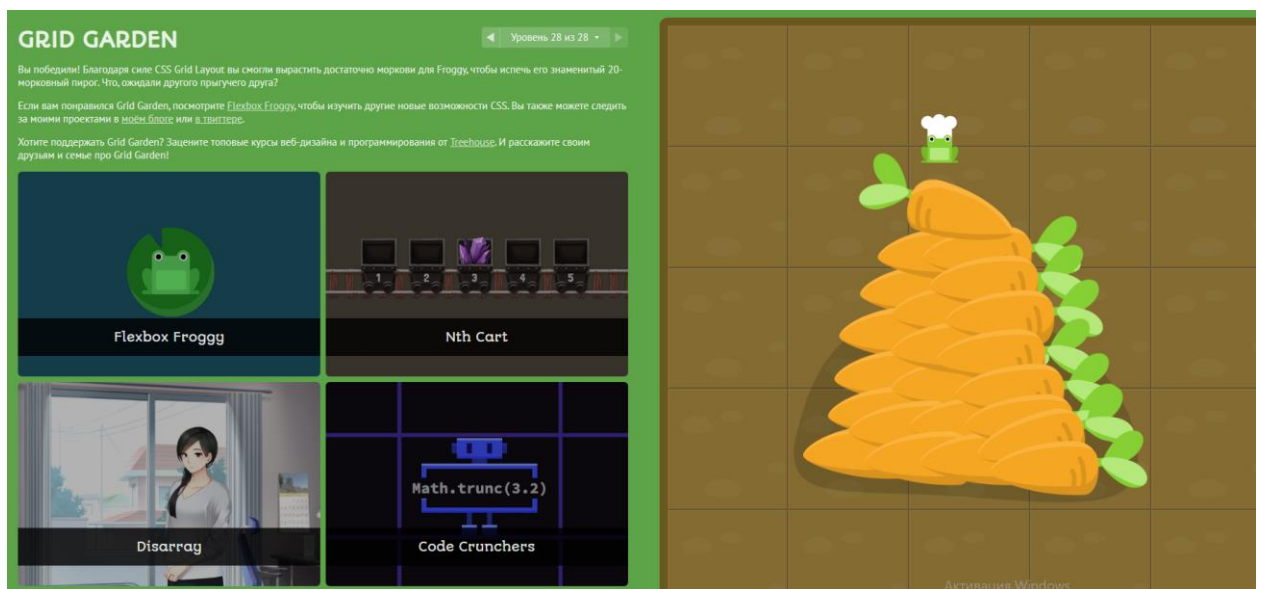 GRID GARDEN
Уровень 28 из 28
Вы победили! Благодаря силе CSS Grid Layout вы смогли вырастить достаточно моркови для Froggy, чтобы испечь его знаменитый 20-
морковный пирог. Что, ожидали другого прыгучего друга?
Если вам понравился Grid Garden, посмотрите Flexbox Froggy, чтобы изучить другие новые возможности CSS. Вы также можете следить
за моими проектами в моём блоге или в твиттере.
Хотите поддержать Grid Garden? Зацените топовые курсы веб-дизайна и программирования от Treehouse. И расскажите своим
друзьям и семье про Grid Garden!
1 2 3 4 5
Flexbox Froggy
Nth Cart
Math.trunc(3.2)
Disarray
Code Crunchers
Активация Windows